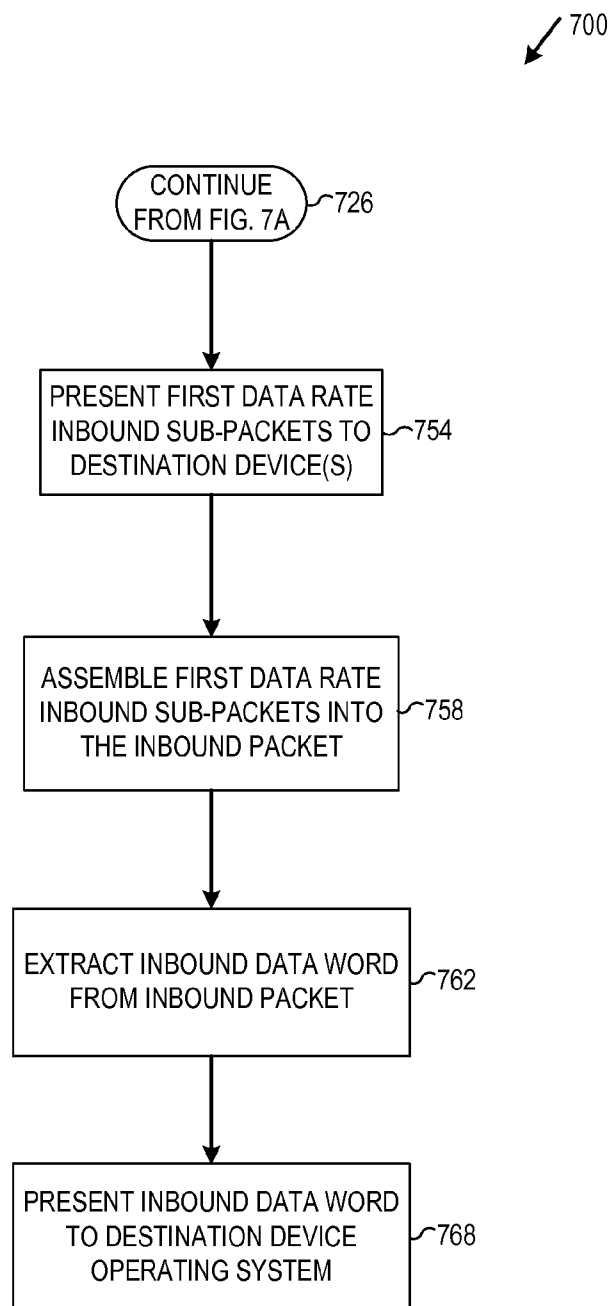 700
CONTINUE
FROM FIG. 7A
726
PRESENT FIRST DATA RATE
INBOUND SUB-PACKETS TO
DESTINATION DEVICE(S)
754
ASSEMBLE FIRST DATA RATE
INBOUND SUB-PACKETS INTO
THE INBOUND PACKET
758
EXTRACT INBOUND DATA WORD
FROM INBOUND PACKET
762
PRESENT INBOUND DATA WORD
TO DESTINATION DEVICE
OPERATING SYSTEM
768